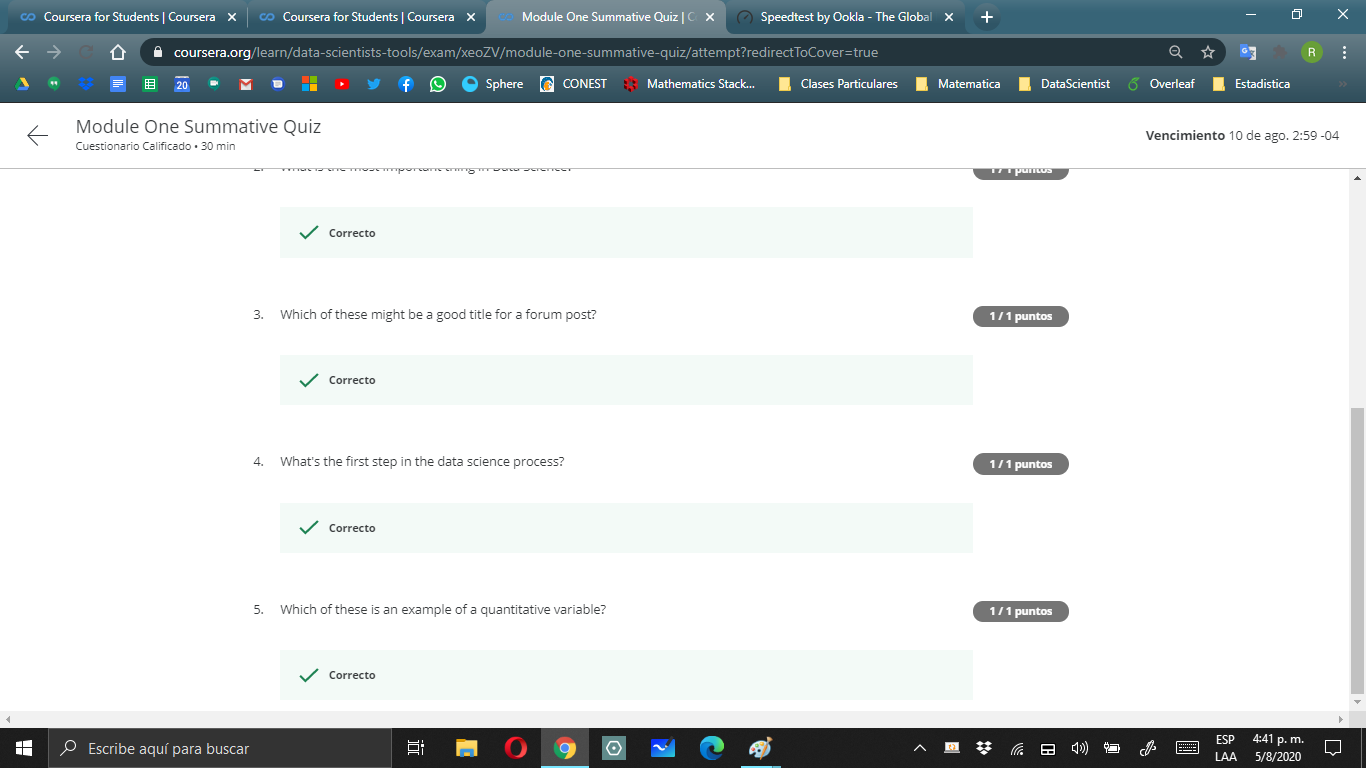 Coursera for Students | Coursera
Coursera for Students | Coursera
Module One Summative Quiz | C
Speedtest by Ookla - The Global
coursera.org/learn/data-scientists-tools/exam/xeoZV/module-one-summative-quiz/attempt?redirectToCover=true
R
20
Sphere
CONEST
Mathematics Stack...
Clases Particulares
Matematica
DataScientist
Overleaf
Estadistica
Module One Summative Quiz
Cuestionario Calificado • 30 min
Vencimiento 10 de ago. 2:59 -04
2. What is the most important thing in Data Science?
1 / 1 puntos
Correcto
3. Which of these might be a good title for a forum post?
1 / 1 puntos
Correcto
4. What's the first step in the data science process?
1 / 1 puntos
Correcto
5. Which of these is an example of a quantitative variable?
1 / 1 puntos
Correcto
Escribe aquí para buscar
ESP
LAA
4:41 p. m.
5/8/2020